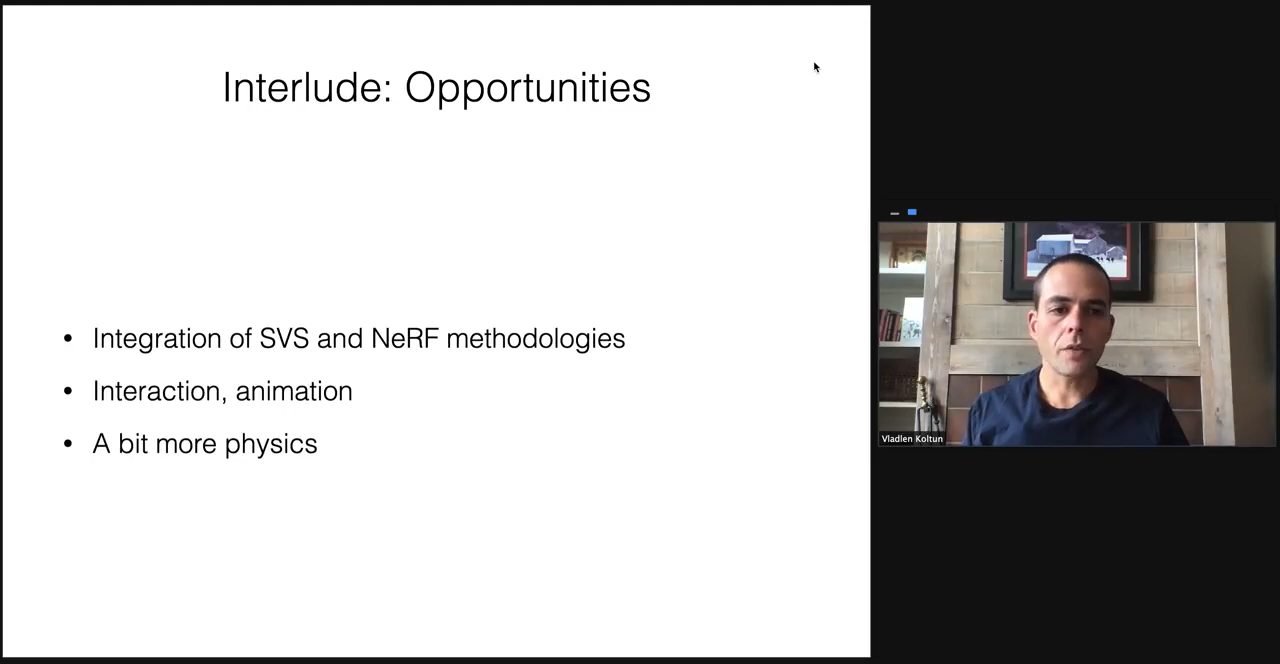 Interlude: Opportunities
• Integration of SVS and NeRF methodologies
• Interaction, animation
• A bit more physics
Vladlen Koltun